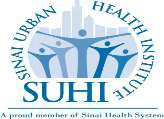 SINAI URBAN HEALTH INSTITUTE
SUHI
A proud member of Sinai Health System